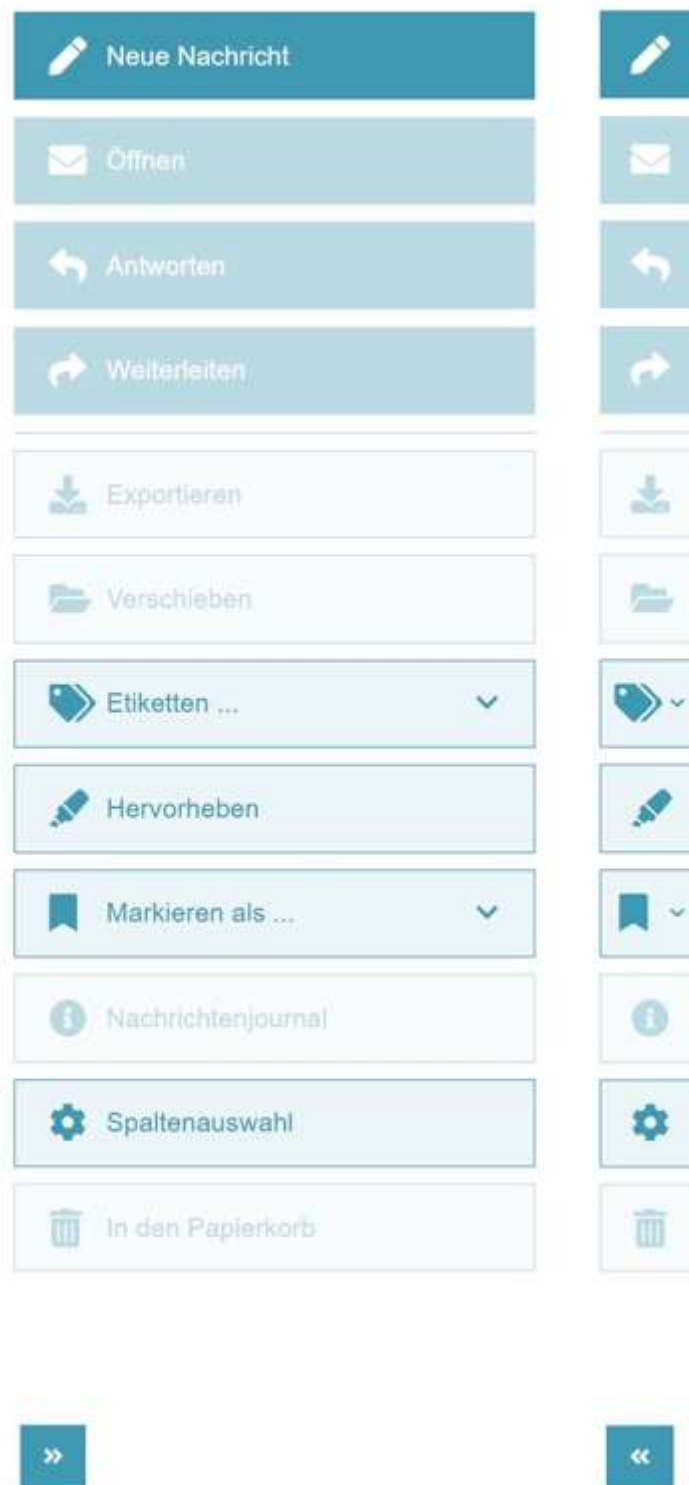 Neue Nachricht
Öffnen
Antworten
Weiterleiten
Exportieren
Verschieben
Etiketten ...
Hervorheben
Markieren als ...
Nachrichtenjournal
Spaltenauswahl
In den Papierkorb
» «